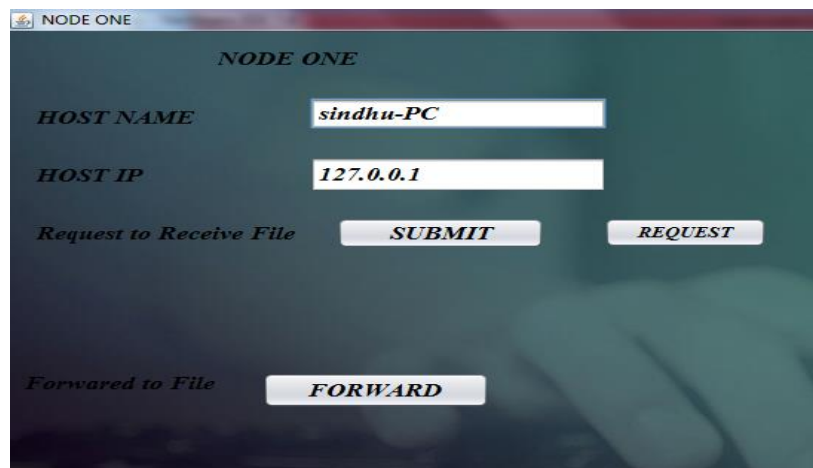 NODE ONE
NODE ONE
HOST NAME sindhu-PC
HOST IP 127.0.0.1
Request to Receive File SUBMIT REQUEST
Forwared to File FORWARD